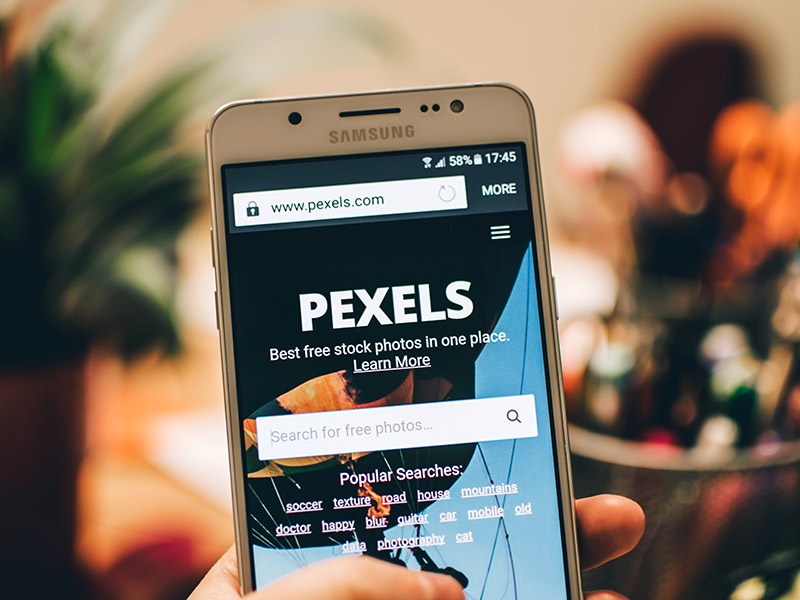 SAMSUNG
58% 17:45
www.pexels.com MORE
PEXELS
Best free stock photos in one place.
Learn More
Search for free photos...
Popular Searches:
soccer texture road house mountains
doctor happy blur guitar car mobile old
data photography cat